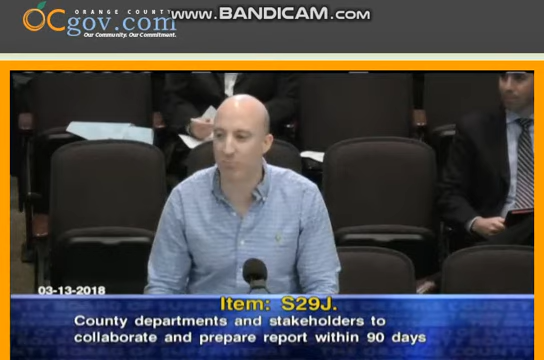 ORANGE COUNTY
OCgov.com
Our Community. Our Commitment.
www.BANDICAM.com
03-13-2018
Item: S29J.
County departments and stakeholders to
collaborate and prepare report within 90 days